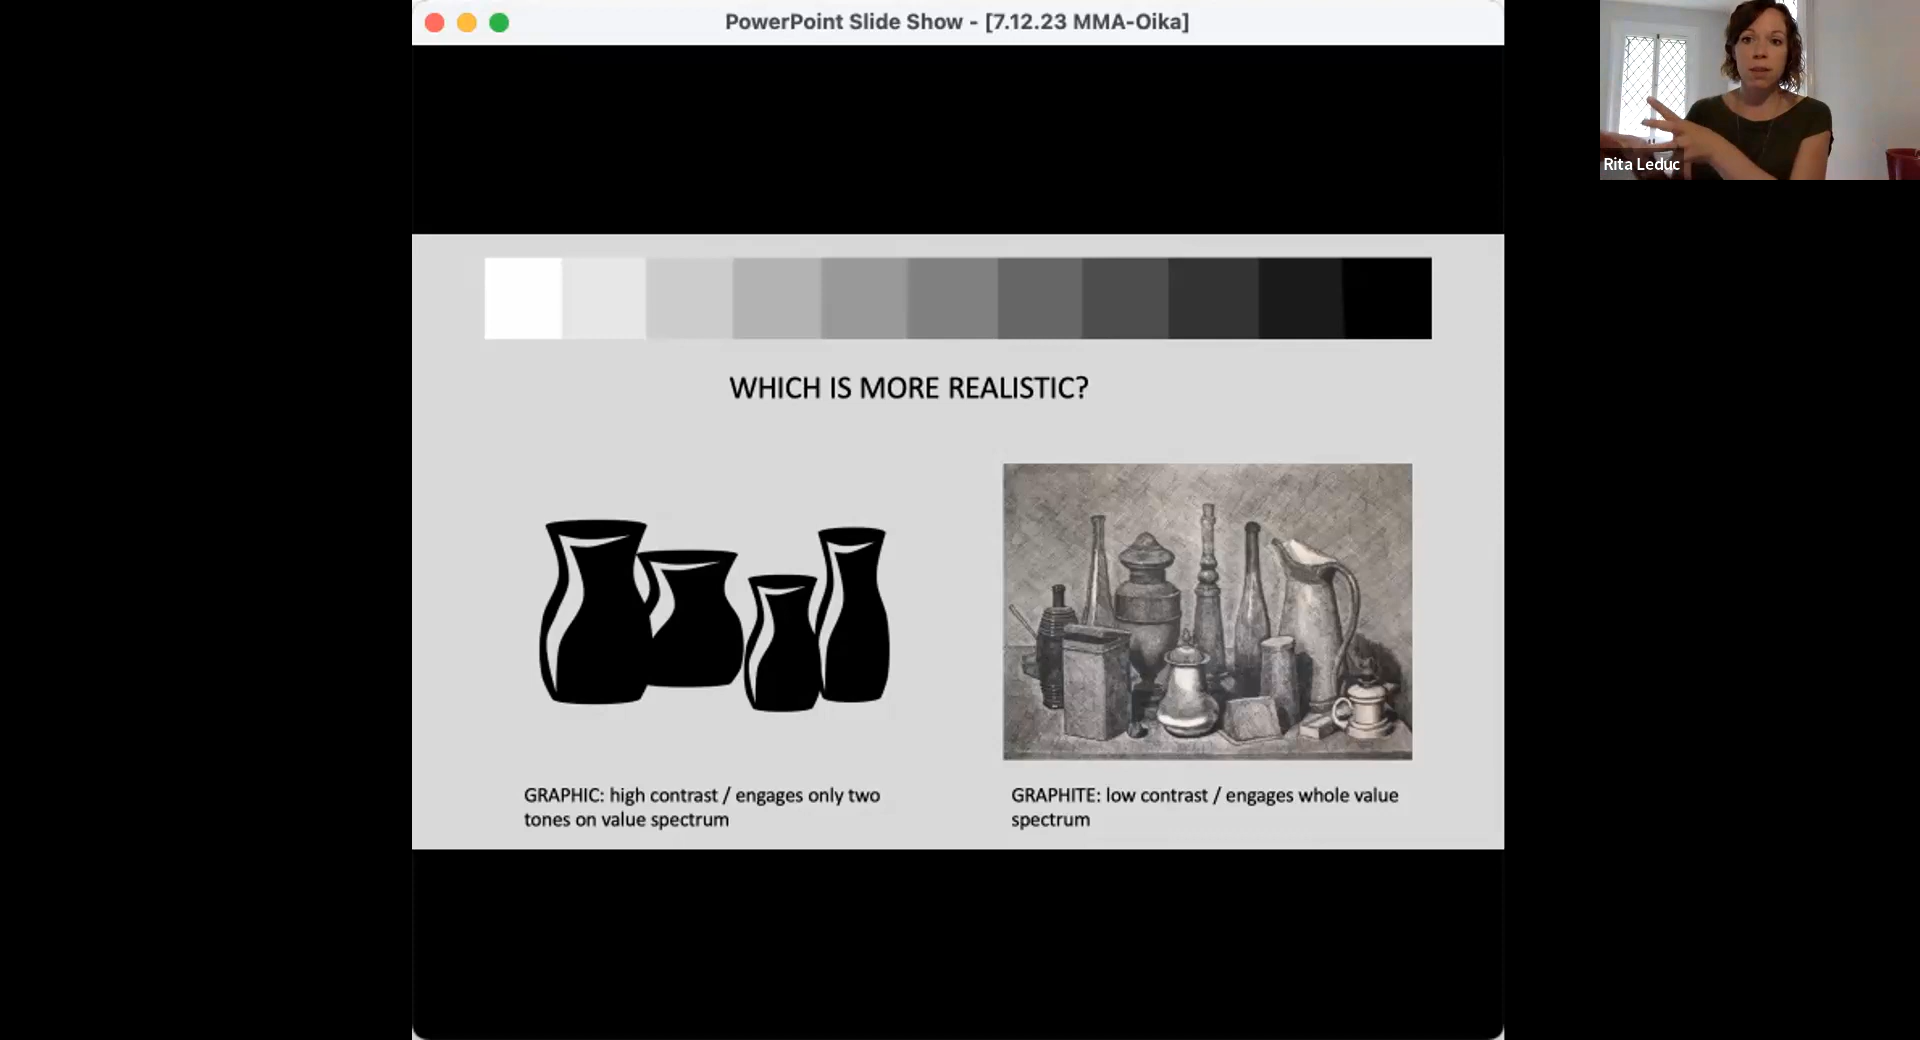 PowerPoint Slide Show - [7.12.23 MMA-Oika]
Rita Leduc
WHICH IS MORE REALISTIC?
GRAPHIC: high contrast / engages only two
tones on value spectrum
GRAPHITE: low contrast / engages whole value
spectrum